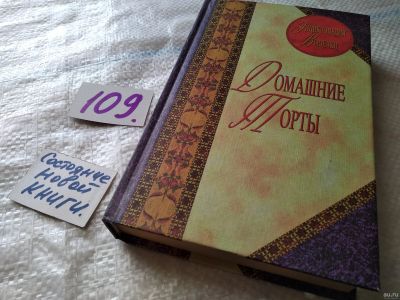 109.
Состояние
новой
книги.
Домашние
Торты
au.ru